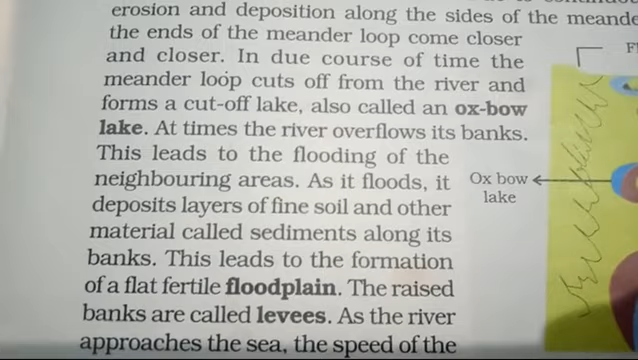 erosion and deposition along the sides of the meande
the ends of the meander loop come closer
and closer. In due course of time the
meander loop cuts off from the river and
forms a cut-off lake, also called an ox-bow
lake. At times the river overflows its banks.
This leads to the flooding of the
neighbouring areas. As it floods, it
deposits layers of fine soil and other
material called sediments along its
banks. This leads to the formation
of a flat fertile floodplain. The raised
banks are called levees. As the river
approaches the sea, the speed of the
Fl
Ox bow
lake